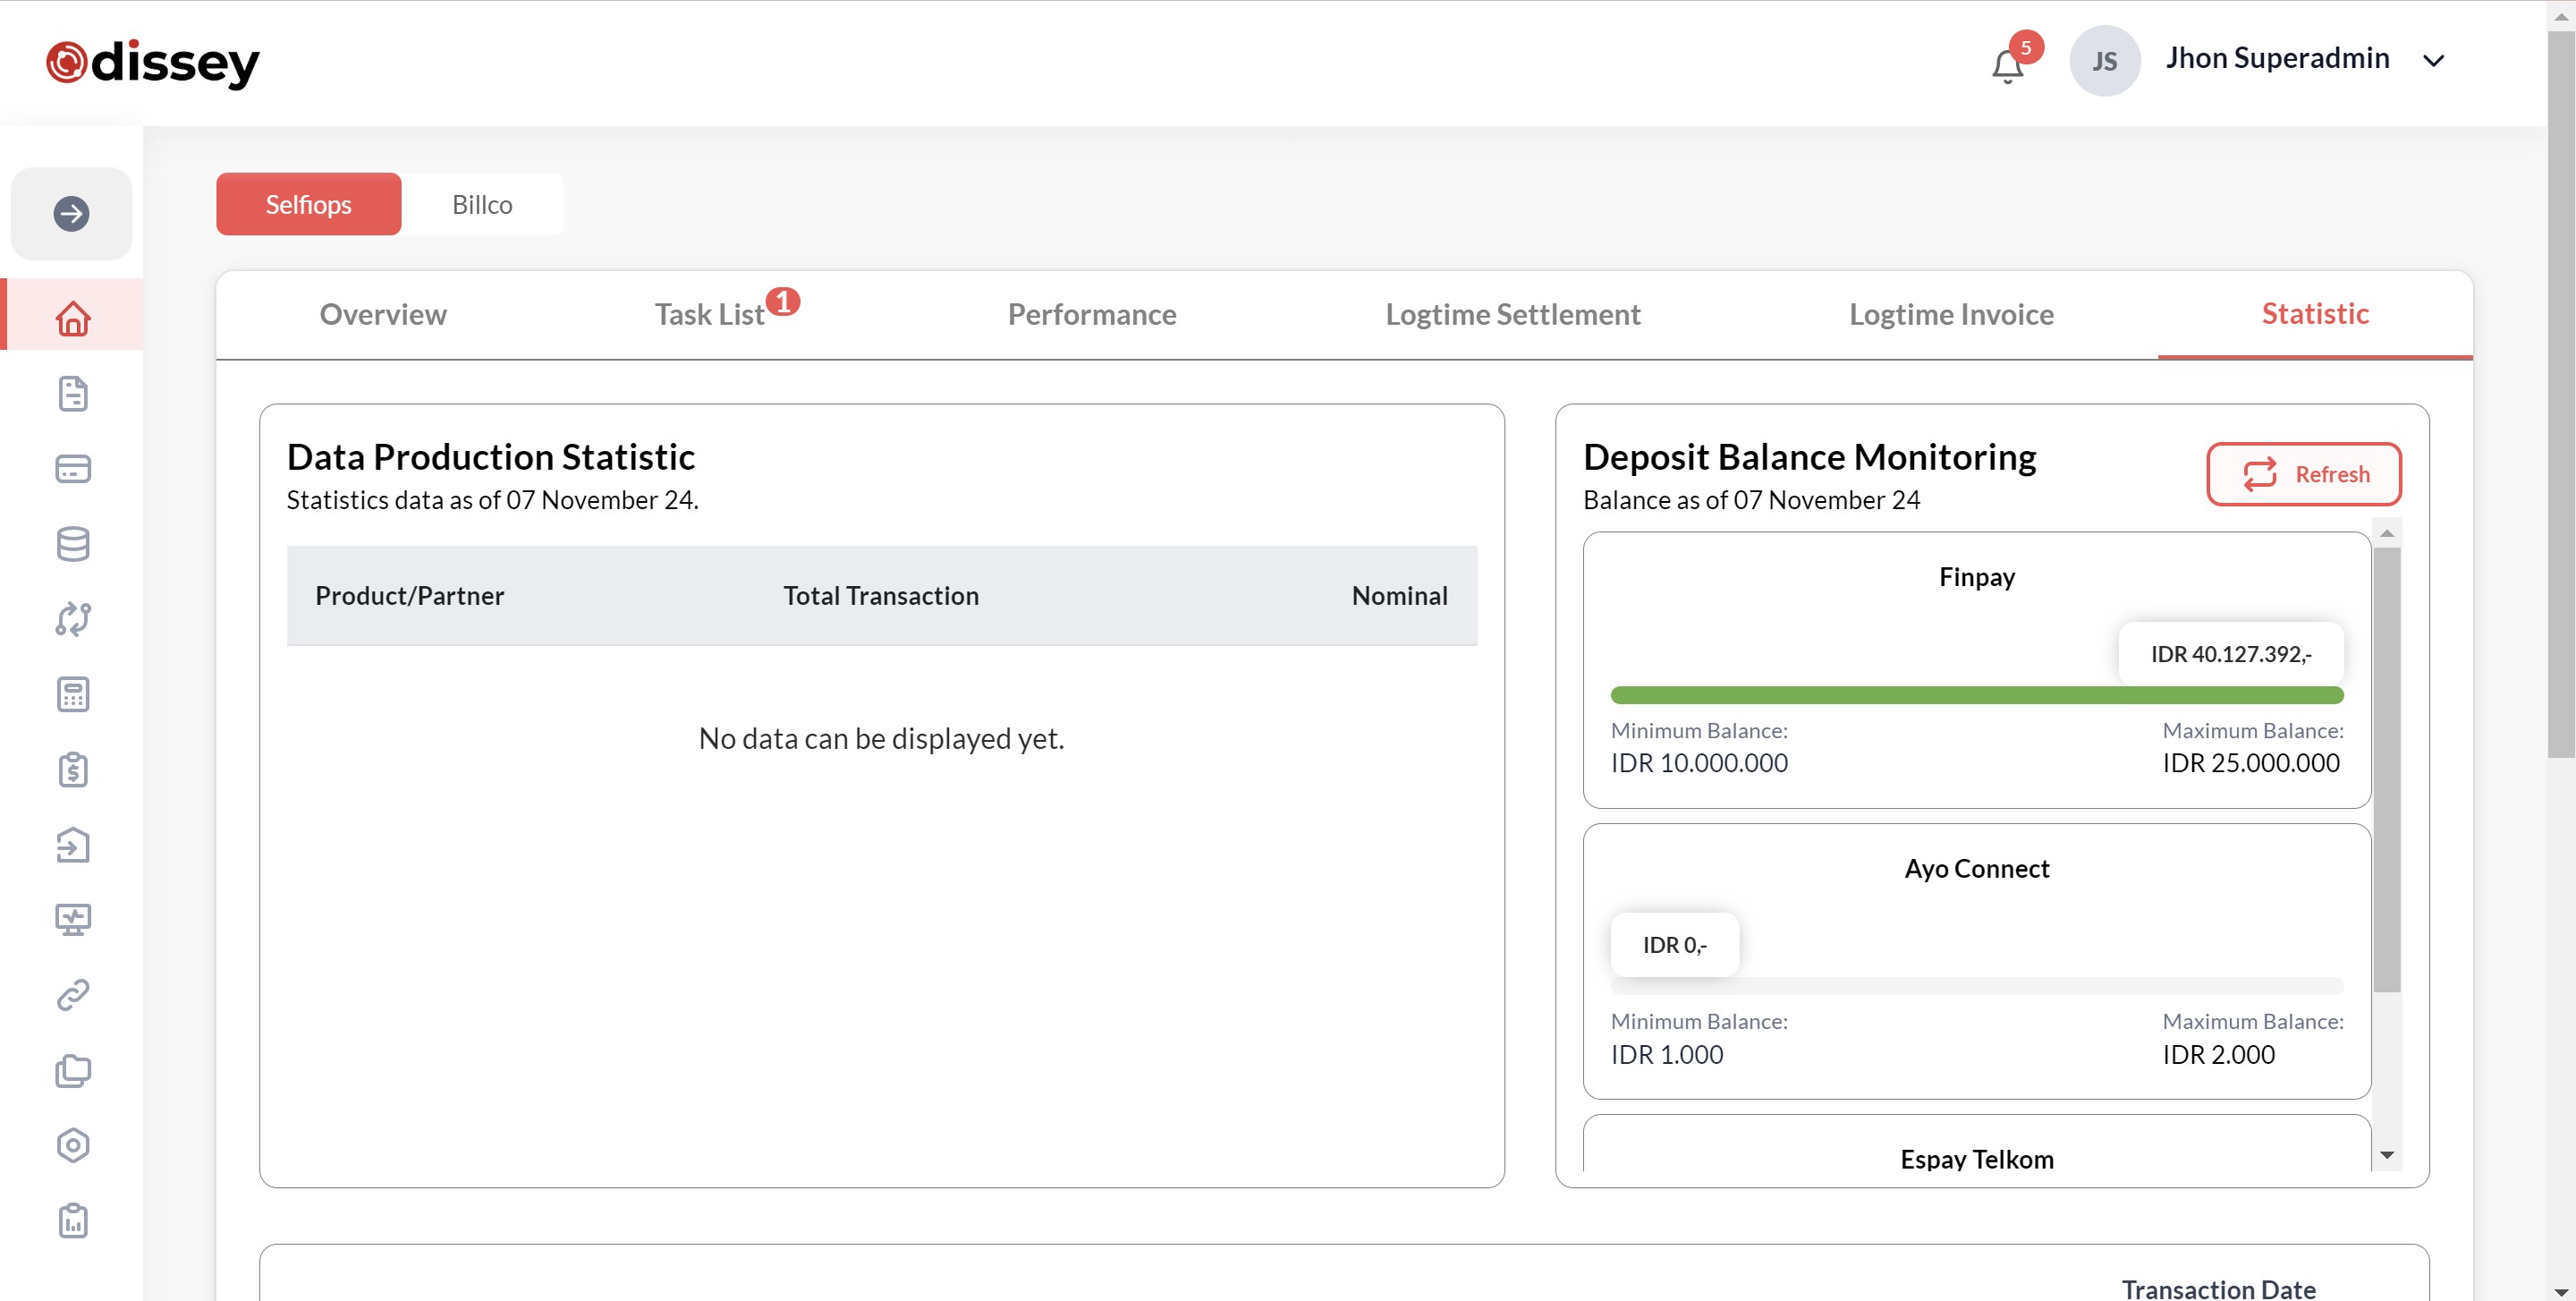 Odissey
5
JS
Jhon Superadmin
Selfiops
Billco
Overview
Task List
1
Performance
Logtime Settlement
Logtime Invoice
Statistic
Data Production Statistic
Statistics data as of 07 November 24.
Product/Partner
Total Transaction
Nominal
No data can be displayed yet.
Deposit Balance Monitoring
Balance as of 07 November 24
Refresh
Finpay
IDR 40.127.392,-
Minimum Balance:
IDR 10.000.000
Maximum Balance:
IDR 25.000.000
Ayo Connect
IDR 0,-
Minimum Balance:
IDR 1.000
Maximum Balance:
IDR 2.000
Espay Telkom
Transaction Date